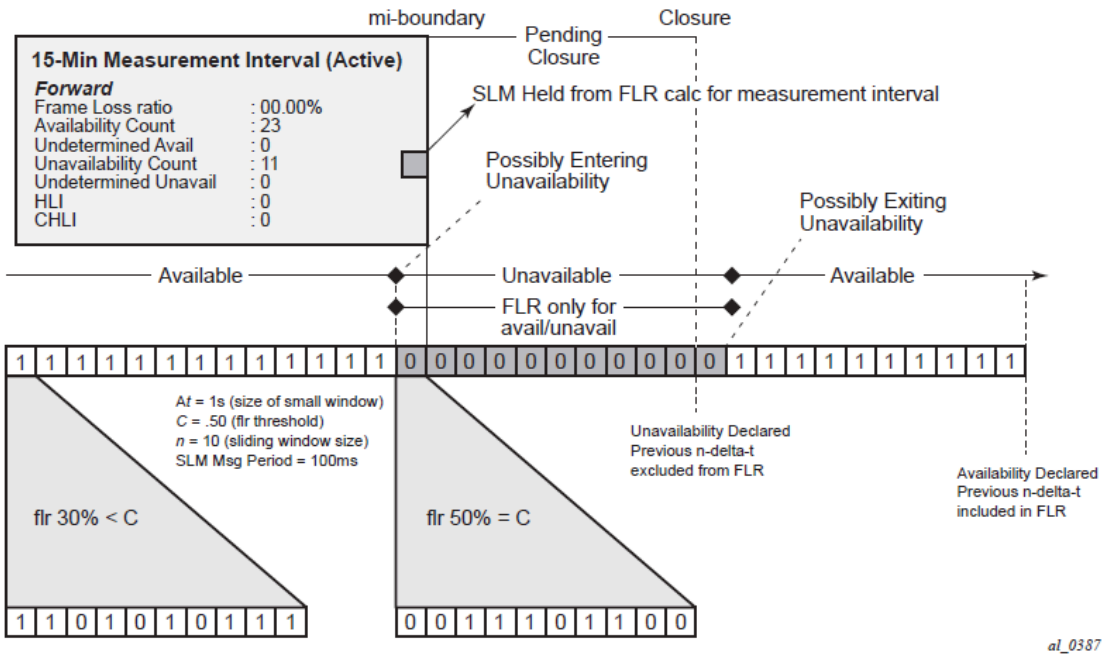 mi-boundary
Closure
Pending
Closure
15-Min Measurement Interval (Active)
Forward
Frame Loss ratio : 00.00%
Availability Count : 23
Undetermined Avail : 0
Unavailability Count : 11
Undetermined Unavail : 0
HLI : 0
CHLI : 0
SLM Held from FLR calc for measurement interval
Possibly Entering
Unavailability
Possibly Exiting
Unavailability
Available
Unavailable
Available
FLR only for
avail/unavail
1 1 1 1 1 1 1 1 1 1 1 1 1 0 0 0 0 0 0 0 0 0 0 0 1 1 1 1 1 1 1 1 1 1
At = 1s (size of small window)
C = .50 (flr threshold)
n = 10 (sliding window size)
SLM Msg Period = 100ms
Unavailability Declared
Previous n-delta-t
excluded from FLR
Availability Declared
Previous n-delta-t
included in FLR
flr 30% < C
flr 50% = C
1 1 0 1 0 1 0 1 1 1
0 0 1 1 1 0 1 1 0 0
al_0387